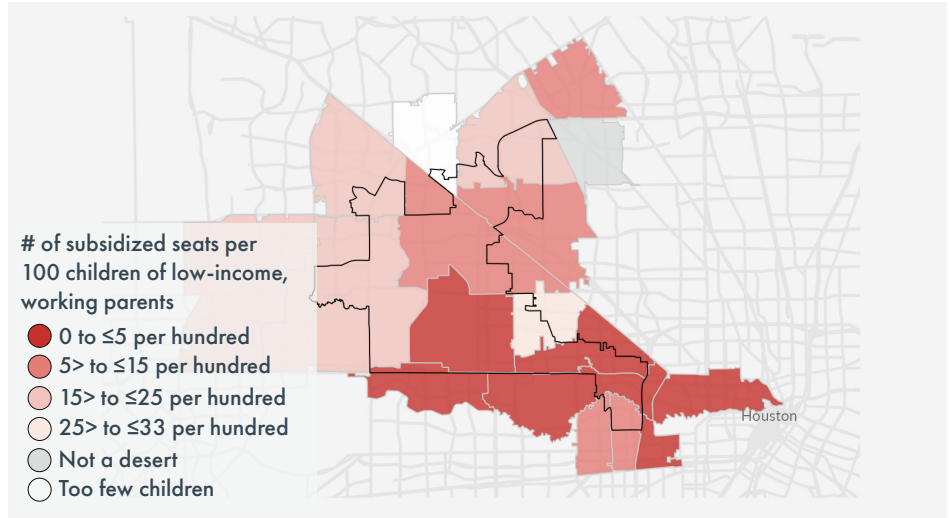 # of subsidized seats per
100 children of low-income,
working parents
0 to ≤5 per hundred
5> to ≤15 per hundred
15> to ≤25 per hundred
25> to ≤33 per hundred
Not a desert
Too few children
Houston